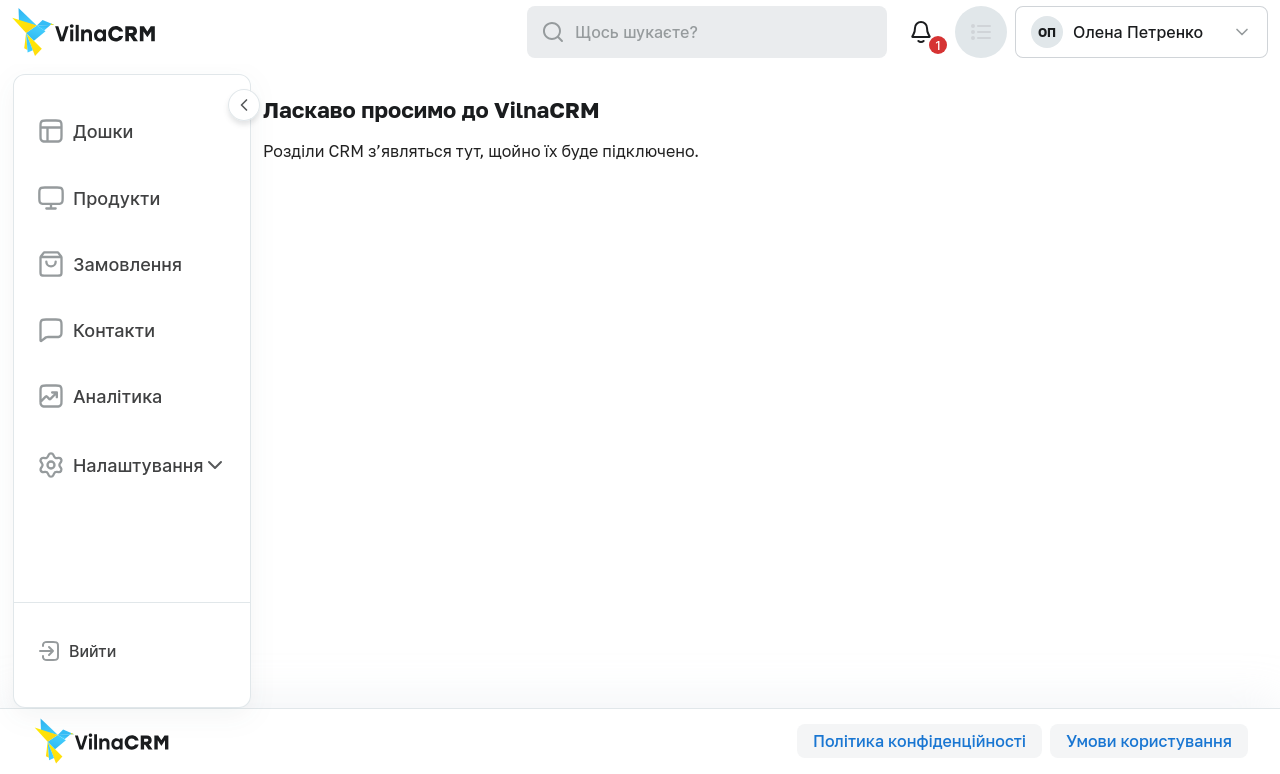 VilnaCRM
Щось шукаєте?
1
ОП
Олена Петренко
Ласкаво просимо до VilnaCRM
Розділи CRM з’являться тут, щойно їх буде підключено.
Дошки
Продукти
Замовлення
Контакти
Аналітика
Налаштування
Вийти
VilnaCRM
Політика конфіденційності
Умови користування